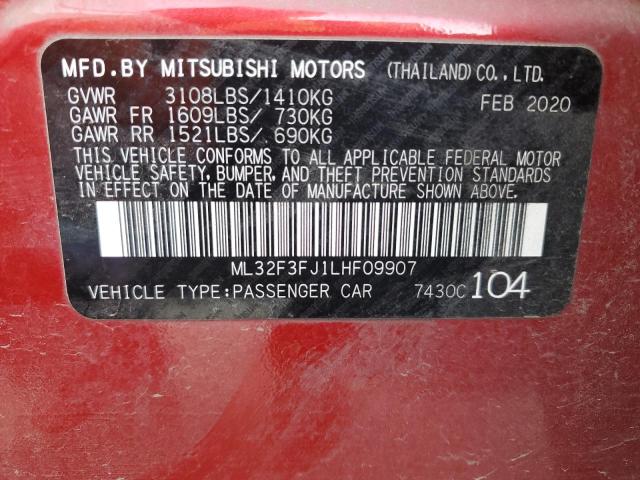 MFD.BY MITSUBISHI MOTORS (THAILAND)CO.,LTD.
GVWR 3108LBS/1410KG FEB 2020
GAWR FR 1609LBS/ 730KG
GAWR RR 1521LBS/ 690KG
THIS VEHICLE CONFORMS TO ALL APPLICABLE FEDERAL MOTOR
VEHICLE SAFETY, BUMPER, AND THEFT PREVENTION STANDARDS
IN EFFECT ON THE DATE OF MANUFACTURE SHOWN ABOVE.
ML32F3FJ1LHF09907
VEHICLE TYPE:PASSENGER CAR 7430C 104